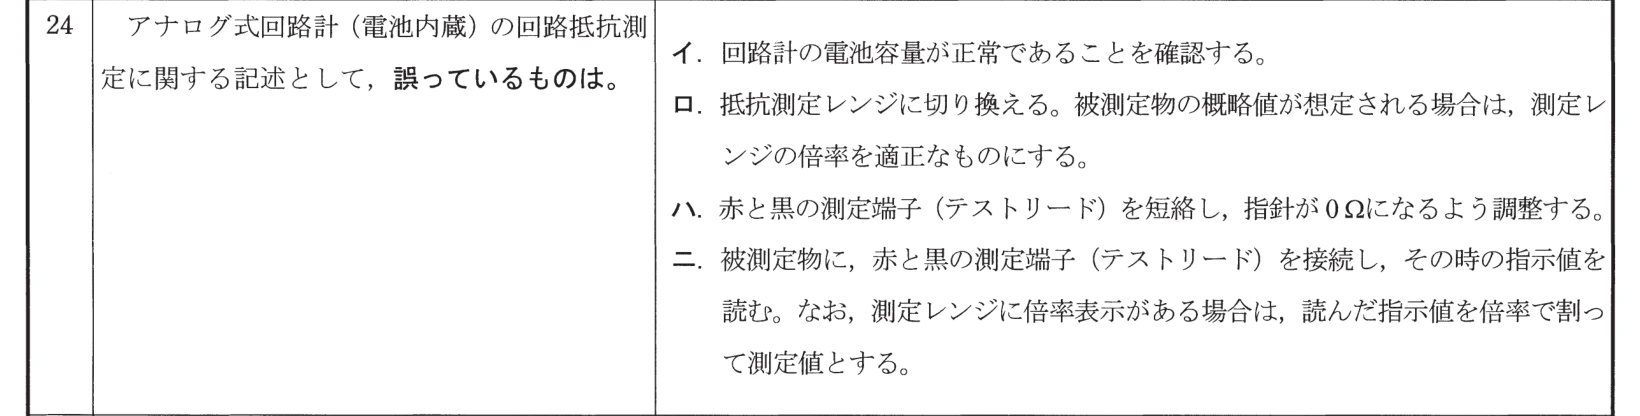 24
アナログ式回路計（電池内蔵）の回路抵抗測
定に関する記述として，誤っているものは。
イ．回路計の電池容量が正常であることを確認する。
ロ．抵抗測定レンジに切り換える。被測定物の概略値が想定される場合は，測定レ
ンジの倍率を適正なものにする。
ハ．赤と黒の測定端子（テストリード）を短絡し，指針が0Ωになるよう調整する。
ニ．被測定物に，赤と黒の測定端子（テストリード）を接続し，その時の指示値を
読む。なお，測定レンジに倍率表示がある場合は，読んだ指示値を倍率で割っ
て測定値とする。